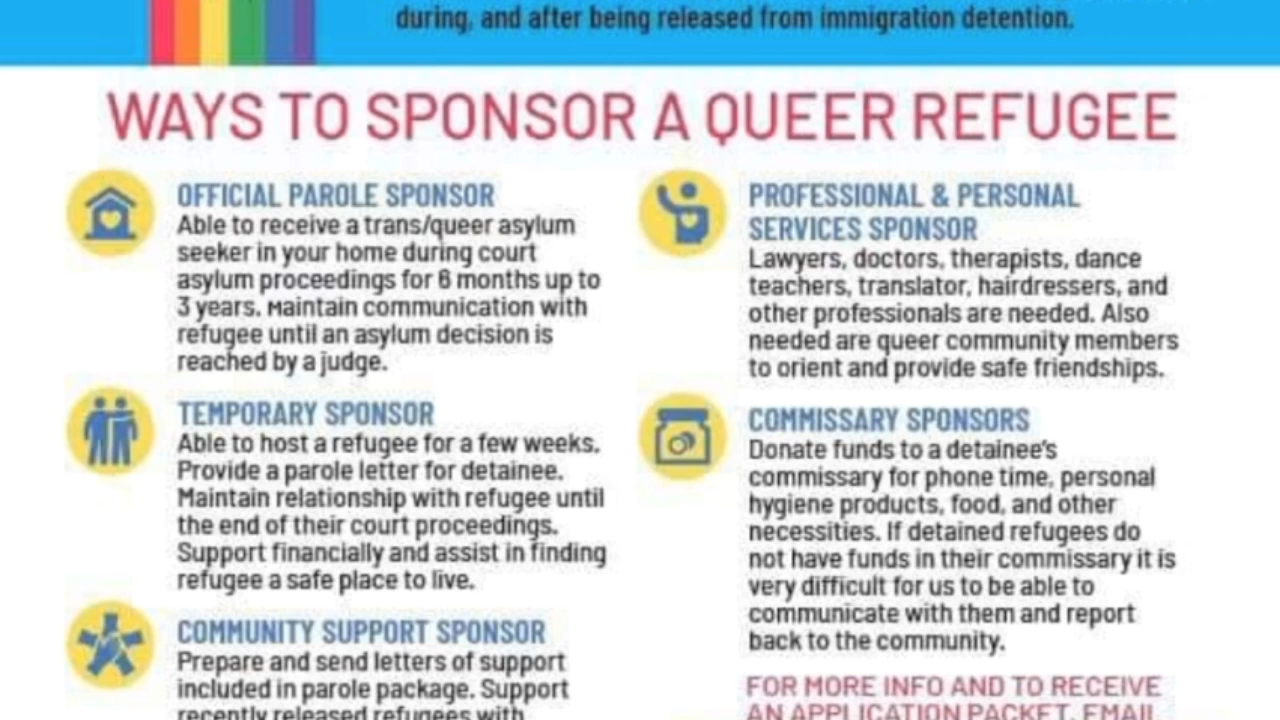 during, and after being released from immigration detention.
WAYS TO SPONSOR A QUEER REFUGEE
OFFICIAL PAROLE SPONSOR
Able to receive a trans/queer asylum
seeker in your home during court
asylum proceedings for 6 months up to
3 years. Maintain communication with
refugee until an asylum decision is
reached by a judge.
TEMPORARY SPONSOR
Able to host a refugee for a few weeks.
Provide a parole letter for detainee.
Maintain relationship with refugee until
the end of their court proceedings.
Support financially and assist in finding
refugee a safe place to live.
COMMUNITY SUPPORT SPONSOR
Prepare and send letters of support
included in parole package. Support
recently released refugees with
PROFESSIONAL & PERSONAL
SERVICES SPONSOR
Lawyers, doctors, therapists, dance
teachers, translator, hairdressers, and
other professionals are needed. Also
needed are queer community members
to orient and provide safe friendships.
COMMISSARY SPONSORS
Donate funds to a detainee's
commissary for phone time, personal
hygiene products, food, and other
necessities. If detained refugees do
not have funds in their commissary it is
very difficult for us to be able to
communicate with them and report
back to the community.
FOR MORE INFO AND TO RECEIVE
AN APPLICATION PACKET, EMAIL